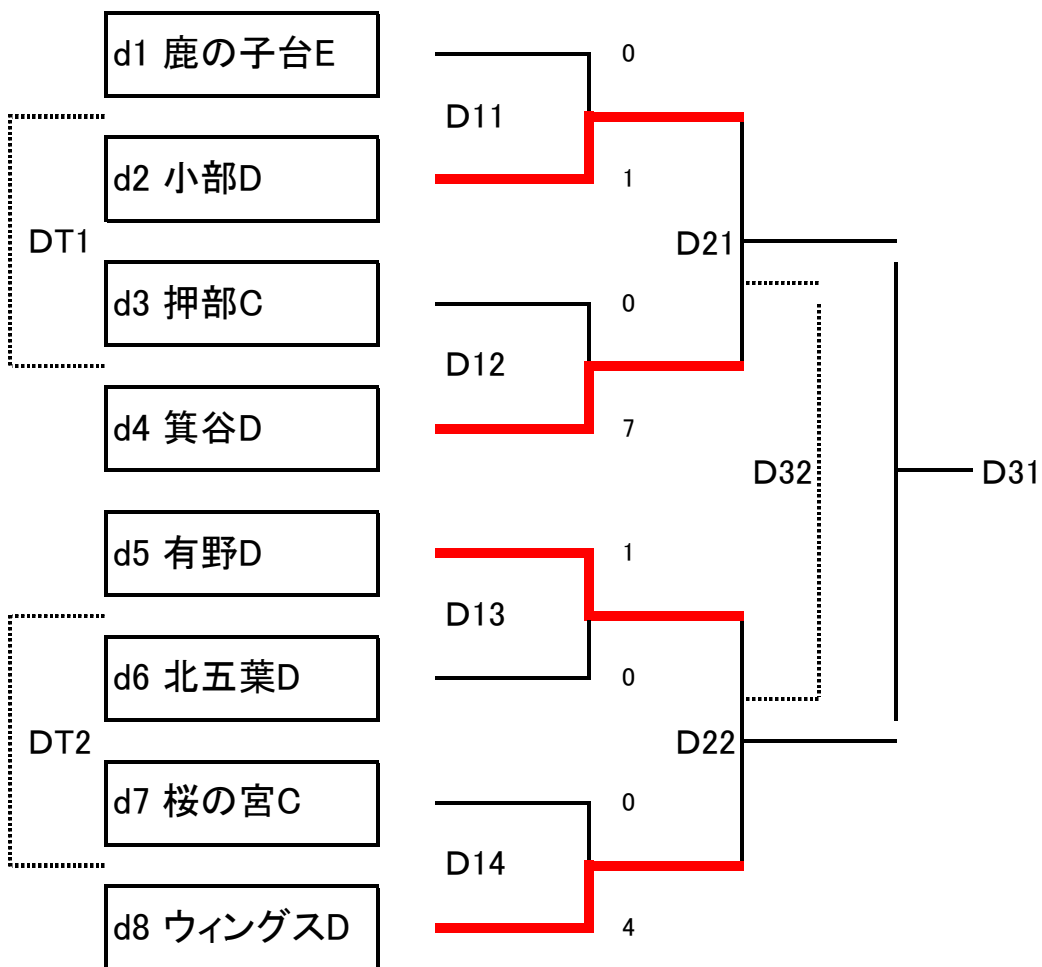 d1 鹿の子台E
0
D11
d2 小部D
1
DT1
D21
d3 押部C
0
D12
d4 箕谷D
7
D32
D31
d5 有野D
1
D13
d6 北五葉D
0
DT2
D22
d7 桜の宮C
0
D14
d8 ウィングスD
4